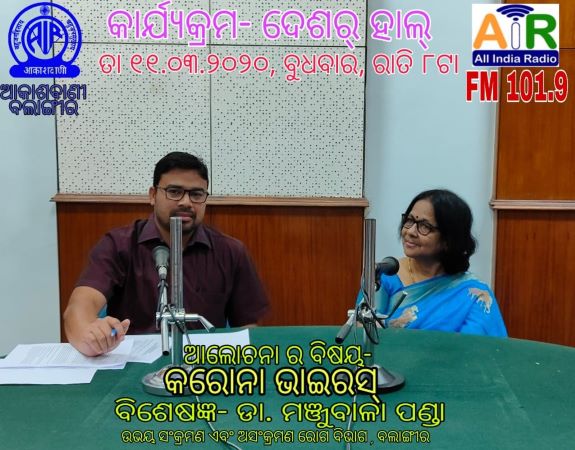 କାର୍ଯ୍ୟକ୍ରମ- ଦେଶର୍ ହାଲ୍
ତା ୧୧.୦୩.୨୦୨୦, ବୁଧବାର, ରାତି ୮ଟା
AIR
All India Radio
FM 101.9
आकाशवाणी
ଆକାଶବାଣୀ
ବଲାଙ୍ଗୀର
ଆଲୋଚନା ର ବିଷୟ-
କରୋନା ଭାଇରସ୍
ବିଶେଷଜ୍ଞ- ଡା. ମଞ୍ଜୁବାଳା ପଣ୍ଡା
ଉଭୟ ସଂକ୍ରମଣ ଏବଂ ଅସଂକ୍ରମଣ ରୋଗ ବିଭାଗ , ବଲାଙ୍ଗୀର